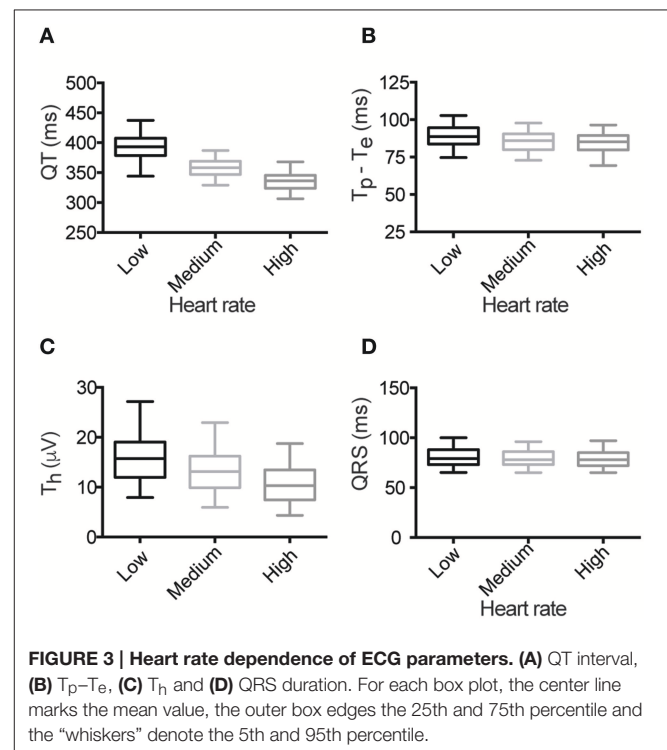 A
500
450
400
350
300
250
QT (ms)
Low
Medium
High
Heart rate
B
125
100
75
50
25
Tp - Te (ms)
Low
Medium
High
Heart rate
C
30
20
10
0
Th (μV)
Low
Medium
High
D
150
100
50
0
QRS (ms)
Low
Medium
High
Heart rate
FIGURE 3 | Heart rate dependence of ECG parameters. (A) QT interval,
(B) Tp–Te, (C) Th and (D) QRS duration. For each box plot, the center line
marks the mean value, the outer box edges the 25th and 75th percentile and
the “whiskers” denote the 5th and 95th percentile.